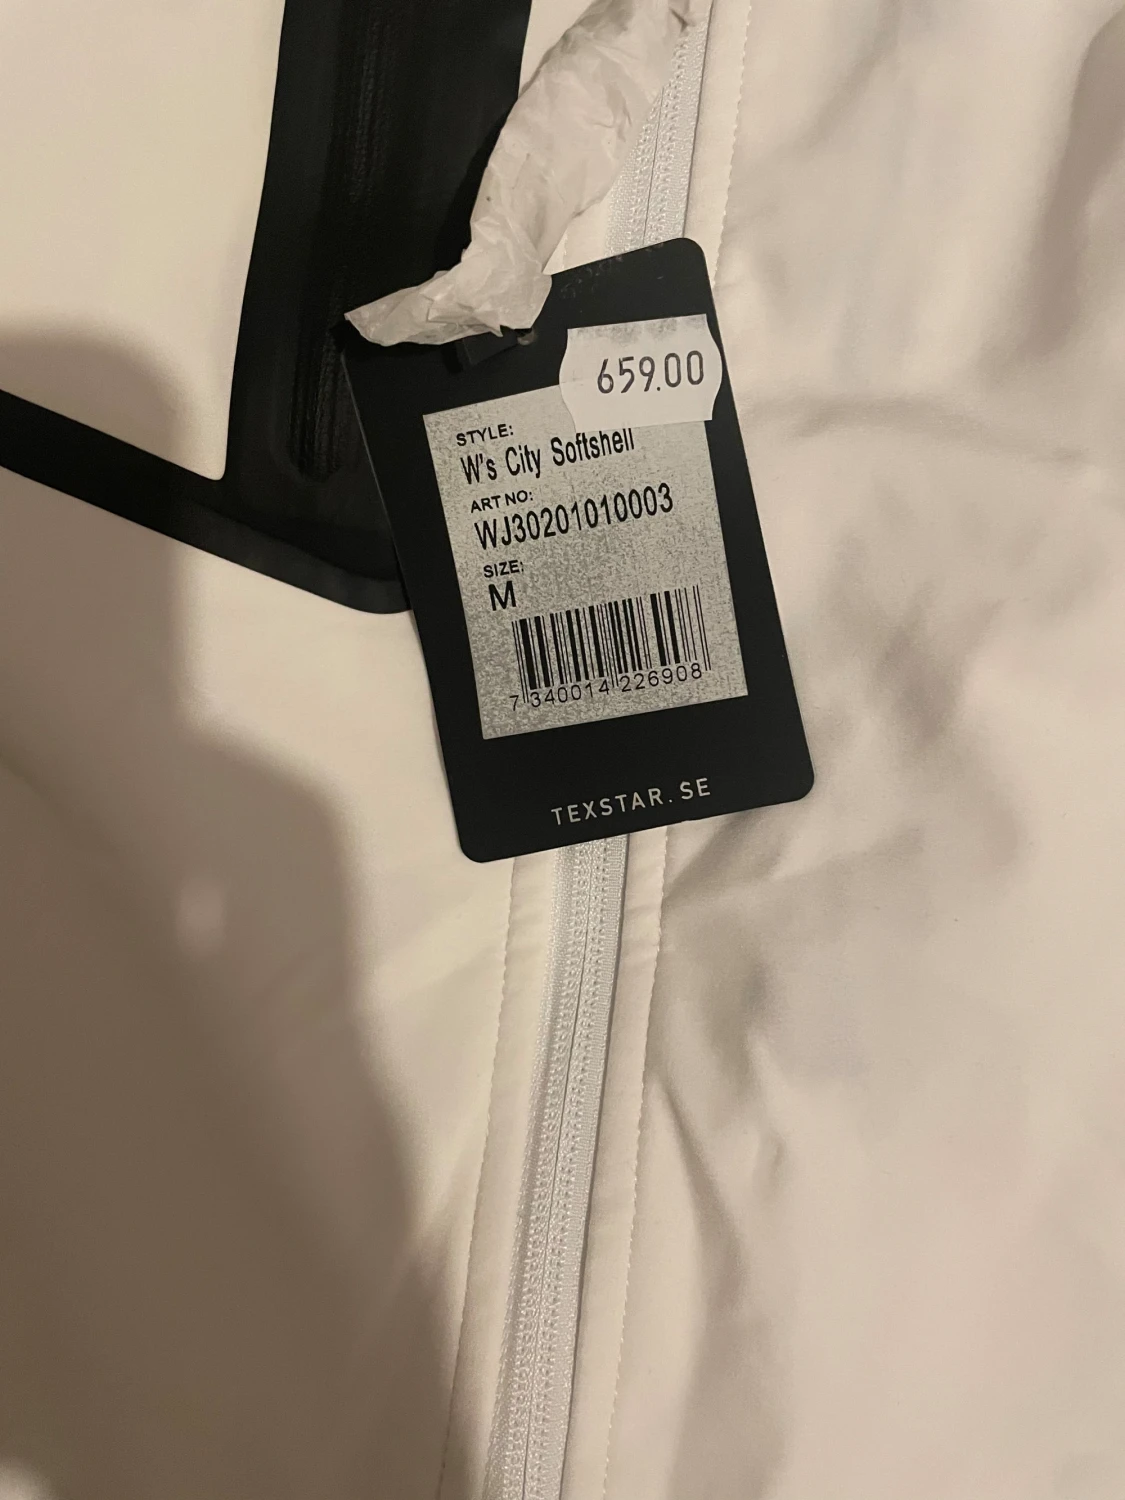 659.00
STYLE:
W's City Softshell
ART NO:
WJ30201010003
SIZE:
M
7 340014 226908
TEXSTAR.SE